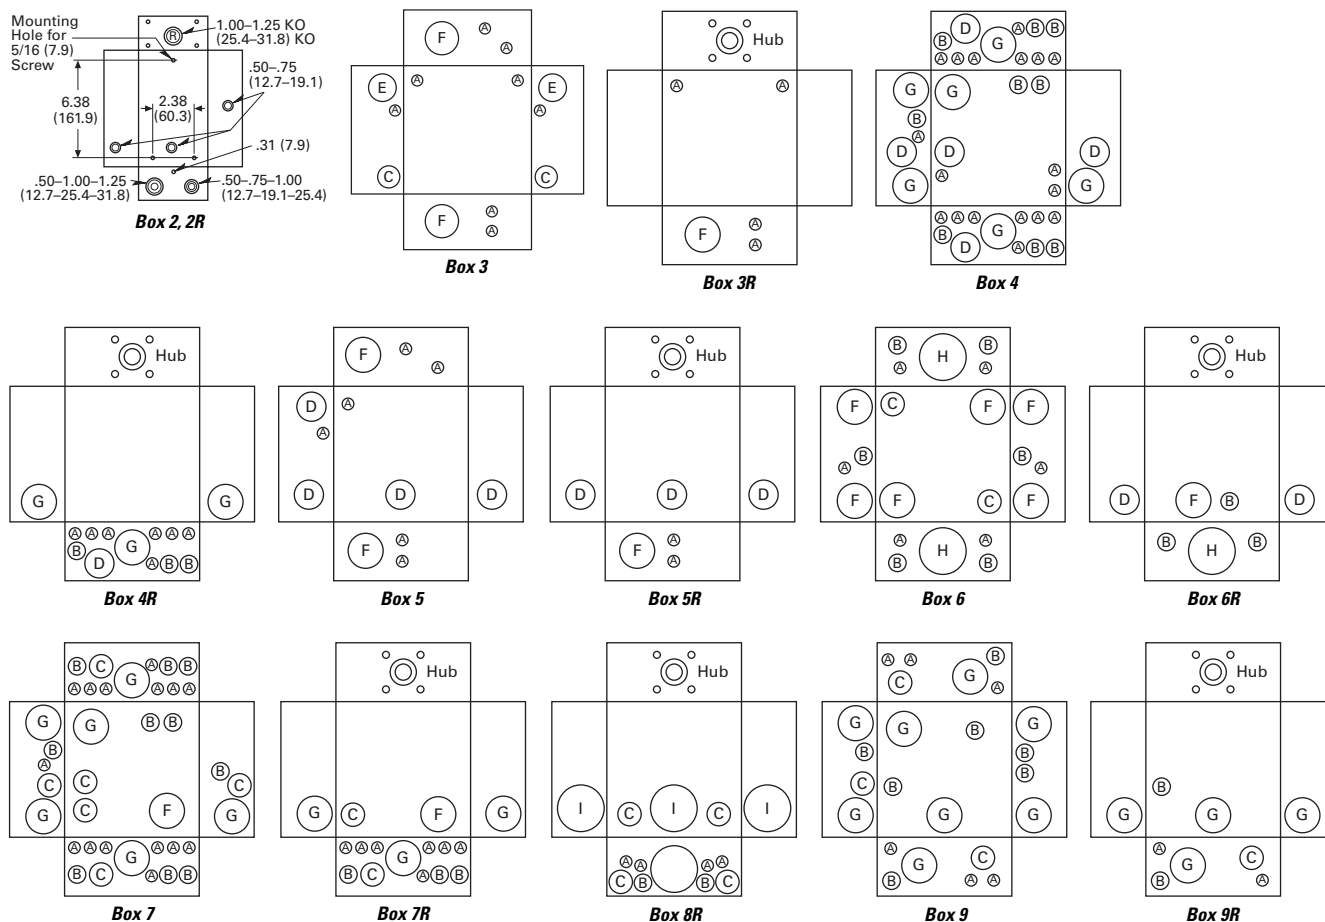 Mounting
Hole for
5/16 (7.9)
Screw
R
1.00–1.25 KO
(25.4–31.8) KO
.50–.75
(12.7–19.1)
6.38
(161.9)
2.38
(60.3)
.31 (7.9)
.50–1.00–1.25
(12.7–25.4–31.8)
.50–.75–1.00
(12.7–19.1–25.4)
Box 2, 2R
F A A
E A A E
A A
C C
F A A
Box 3
Hub
A A
F A A
Box 3R
D A B B
B G
A A A A A A
G G B B
B
A
D D D
A A
G A G
A A A G A A A
B D A B B
Box 4
Hub
G G
A A A G A A A
B
D A B B
Box 4R
F A A
D A
A
D D D
F A A
Box 5
Hub
D D D
F A A
Box 5R
B H B
A A
F C F F
B B
A A
F F C F
A H A
B B
Box 6
Hub
D F B D
B H B
Box 6R
B C G A B B
A A A A A A
G G B B
B
A B
C C C
G C F G
A A A G A A A
B C A B B
Box 7
Hub
G C F G
A A A G A A A
B C A B B
Box 7R
Hub
I C I C I
A A A A
C B B C
Box 8R
A A B
C G A
G G B G
B B
C B B
G G G
A G C
B A A
Box 9
Hub
B
G G G
A G C
B A
Box 9R